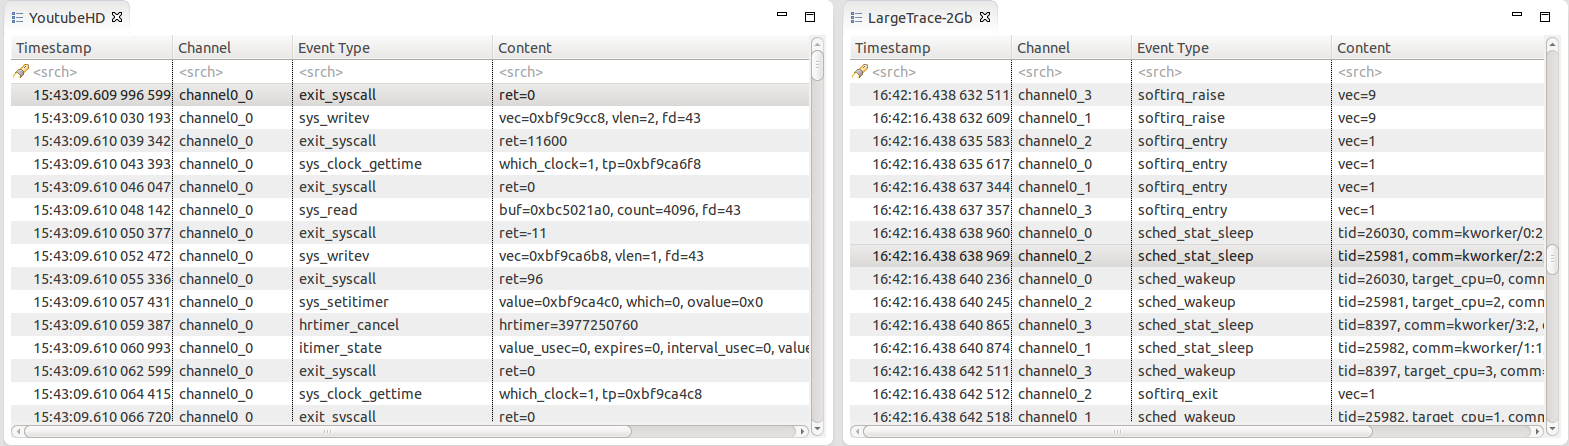 YoutubeHD
Timestamp Channel Event Type Content
<srch> <srch> <srch> <srch>
15:43:09.609 996 599 channel0_0 exit_syscall ret=0
15:43:09.610 030 193 channel0_0 sys_writev vec=0xbf9c9cc8, vlen=2, fd=43
15:43:09.610 039 342 channel0_0 exit_syscall ret=11600
15:43:09.610 043 393 channel0_0 sys_clock_gettime which_clock=1, tp=0xbf9ca6f8
15:43:09.610 046 047 channel0_0 exit_syscall ret=0
15:43:09.610 048 142 channel0_0 sys_read buf=0xbc5021a0, count=4096, fd=43
15:43:09.610 050 377 channel0_0 exit_syscall ret=-11
15:43:09.610 052 472 channel0_0 sys_writev vec=0xbf9ca6b8, vlen=1, fd=43
15:43:09.610 055 336 channel0_0 exit_syscall ret=96
15:43:09.610 057 431 channel0_0 sys_setitimer value=0xbf9ca4c0, which=0, ovalue=0x0
15:43:09.610 059 387 channel0_0 hrtimer_cancel hrtimer=3977250760
15:43:09.610 060 993 channel0_0 itimer_state value_usec=0, expires=0, interval_usec=0, value
15:43:09.610 062 599 channel0_0 exit_syscall ret=0
15:43:09.610 064 415 channel0_0 sys_clock_gettime which_clock=1, tp=0xbf9ca4c8
15:43:09.610 066 720 channel0_0 exit_syscall ret=0
LargeTrace-2Gb
Timestamp Channel Event Type Content
<srch> <srch> <srch> <srch>
16:42:16.438 632 511 channel0_3 softirq_raise vec=9
16:42:16.438 632 609 channel0_1 softirq_raise vec=9
16:42:16.438 635 583 channel0_2 softirq_entry vec=1
16:42:16.438 635 617 channel0_0 softirq_entry vec=1
16:42:16.438 637 344 channel0_1 softirq_entry vec=1
16:42:16.438 637 357 channel0_3 softirq_entry vec=1
16:42:16.438 638 960 channel0_0 sched_stat_sleep tid=26030, comm=kworker/0:2
16:42:16.438 638 969 channel0_2 sched_stat_sleep tid=25981, comm=kworker/2:2
16:42:16.438 640 236 channel0_0 sched_wakeup tid=26030, target_cpu=0, comm
16:42:16.438 640 245 channel0_2 sched_wakeup tid=25981, target_cpu=2, comm
16:42:16.438 640 865 channel0_3 sched_stat_sleep tid=8397, comm=kworker/3:2,
16:42:16.438 640 874 channel0_1 sched_stat_sleep tid=25982, comm=kworker/1:1
16:42:16.438 642 511 channel0_3 sched_wakeup tid=8397, target_cpu=3, comm=
16:42:16.438 642 512 channel0_2 softirq_exit vec=1
16:42:16.438 642 518 channel0_1 sched_wakeup tid=25982, target_cpu=1, comm